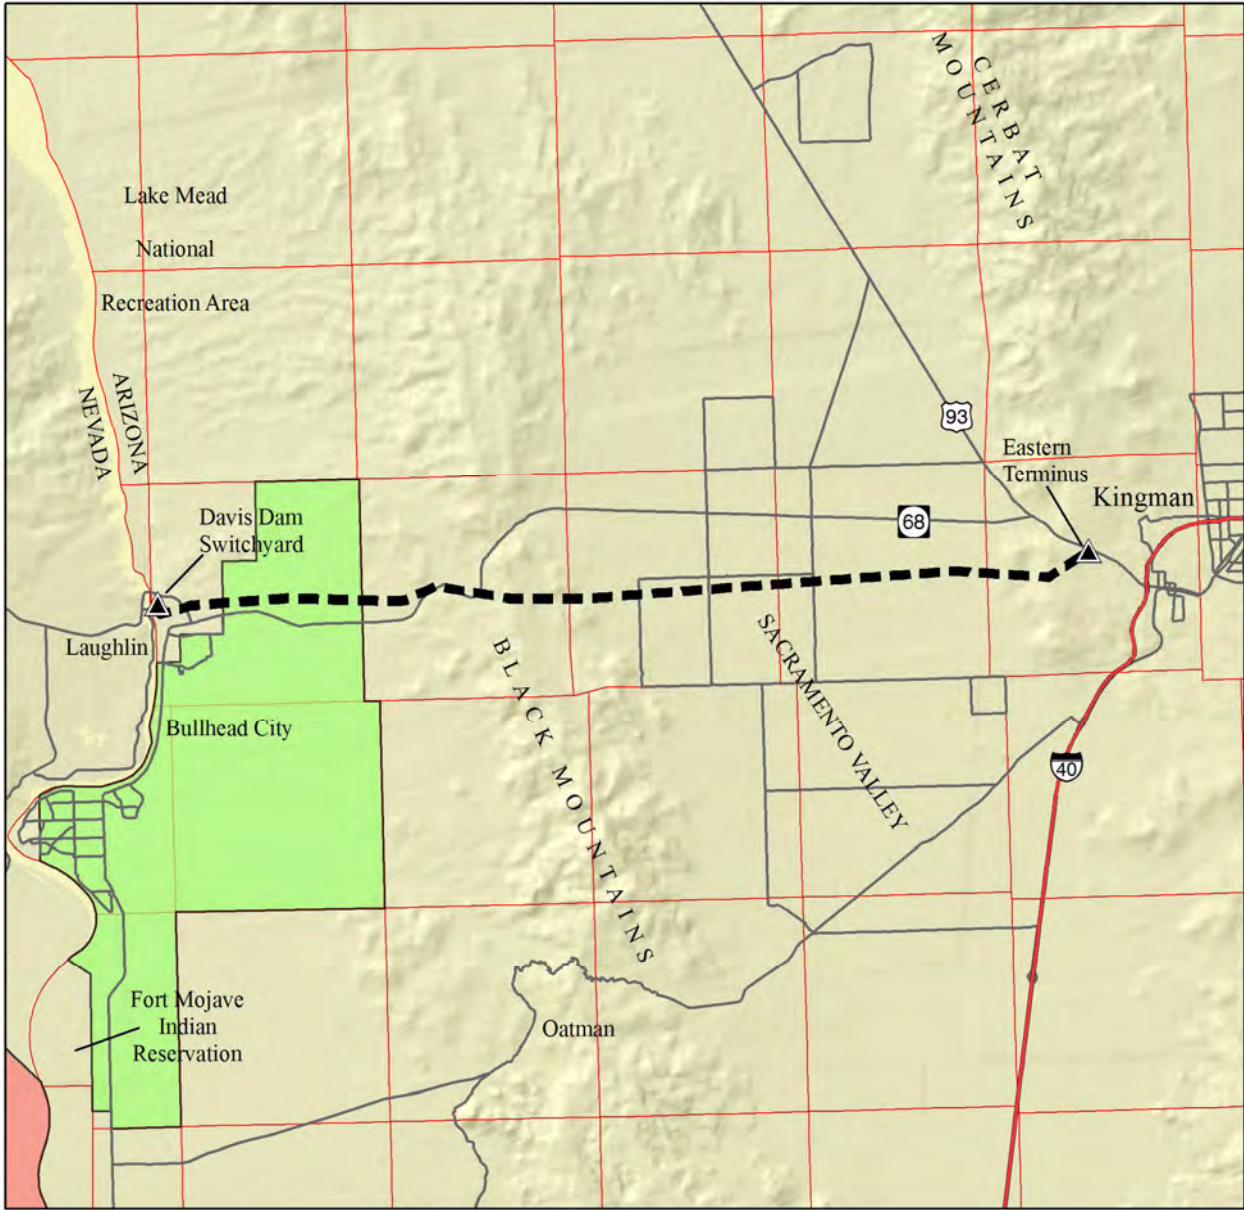 CERBAT
MOUNTAINS
Lake Mead
National
Recreation Area
ARIZONA
NEVADA
93
Eastern
Terminus
Kingman
68
Davis Dam
Switchyard
Laughlin
BLACK MOUNTAINS
SACRAMENTO VALLEY
Bullhead City
40
Fort Mojave
Indian
Reservation
Oatman